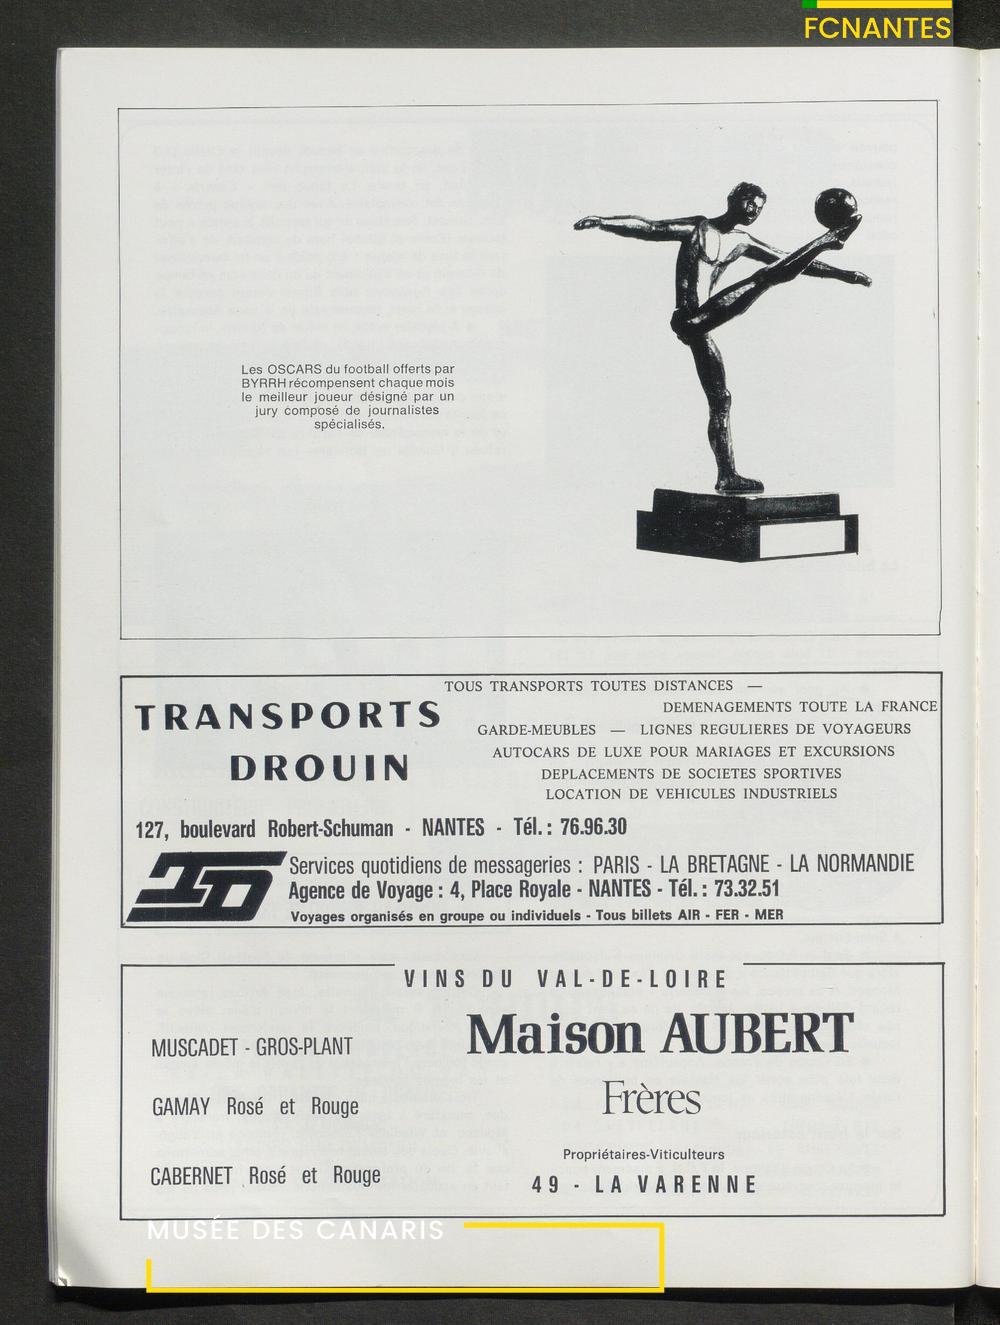 FCNANTES
Les OSCARS du football offerts par
BYRRH récompensent chaque mois
le meilleur joueur désigné par un
jury composé de journalistes
spécialisés.
TRANSPORTS
DROUIN
TOUS TRANSPORTS TOUTES DISTANCES —
DEMENAGEMENTS TOUTE LA FRANCE
GARDE-MEUBLES — LIGNES REGULIERES DE VOYAGEURS
AUTOCARS DE LUXE POUR MARIAGES ET EXCURSIONS
DEPLACEMENTS DE SOCIETES SPORTIVES
LOCATION DE VEHICULES INDUSTRIELS
127, boulevard Robert-Schuman - NANTES - Tél. : 76.96.30
TD
Services quotidiens de messageries : PARIS - LA BRETAGNE - LA NORMANDIE
Agence de Voyage : 4, Place Royale - NANTES - Tél. : 73.32.51
Voyages organisés en groupe ou individuels - Tous billets AIR - FER - MER
VINS DU VAL-DE-LOIRE
Maison AUBERT
Frères
MUSCADET - GROS-PLANT
GAMAY Rosé et Rouge
CABERNET Rosé et Rouge
Propriétaires-Viticulteurs
49 - LA VARENNE
MUSÉE DES CANARIS